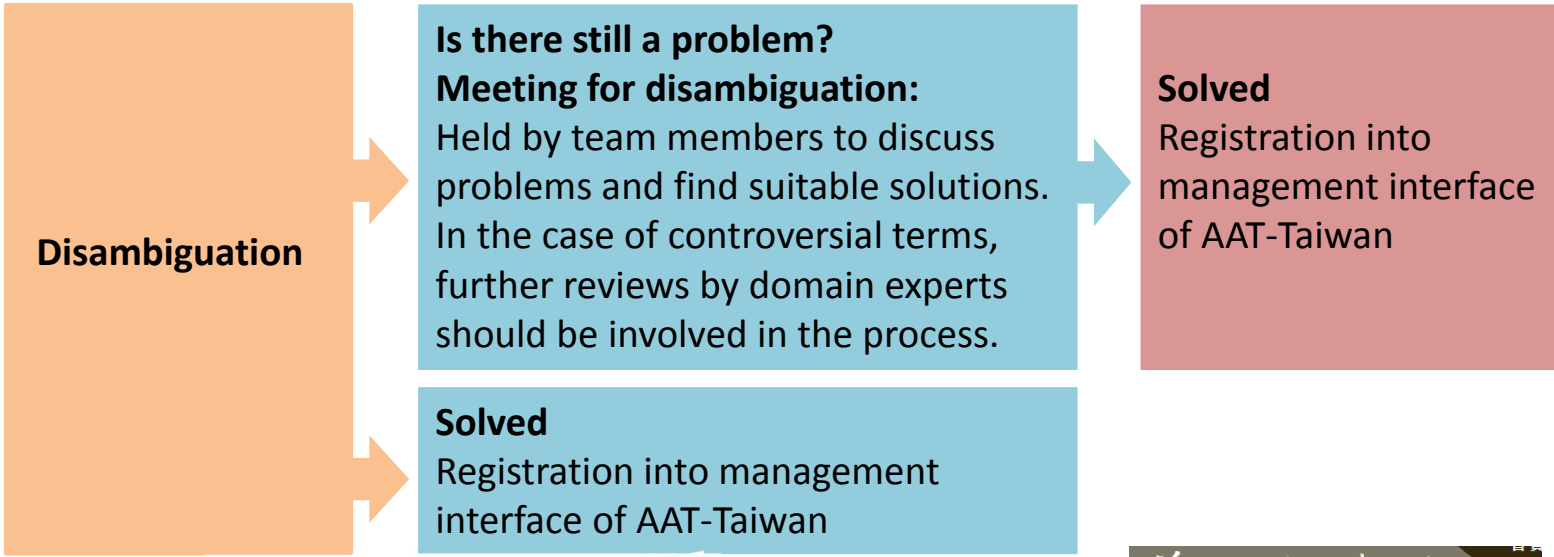 Disambiguation
Is there still a problem?
Meeting for disambiguation:
Held by team members to discuss
problems and find suitable solutions.
In the case of controversial terms,
further reviews by domain experts
should be involved in the process.
Solved
Registration into
management interface
of AAT-Taiwan
Solved
Registration into management
interface of AAT-Taiwan